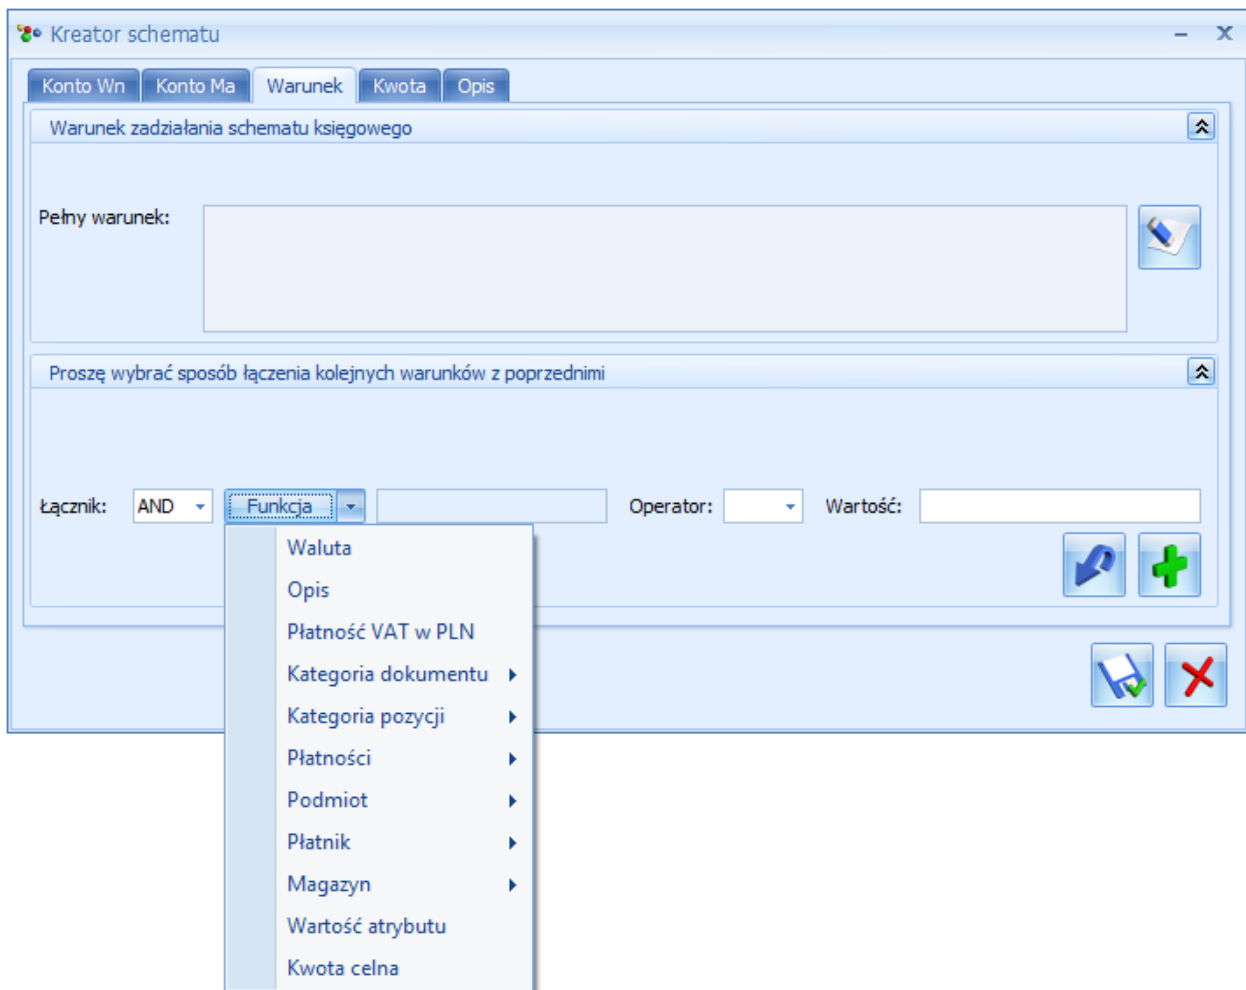 Kreator schematu
Konto Wn Konto Ma Warunek Kwota Opis
Warunek zadziałania schematu księgowego
Pełny warunek:
Proszę wybrać sposób łączenia kolejnych warunków z poprzednimi
Łącznik: AND Funkcja Operator: Wartość:
Waluta
Opis
Płatność VAT w PLN
Kategoria dokumentu
Kategoria pozycji
Płatności
Podmiot
Płatnik
Magazyn
Wartość atrybutu
Kwota celna